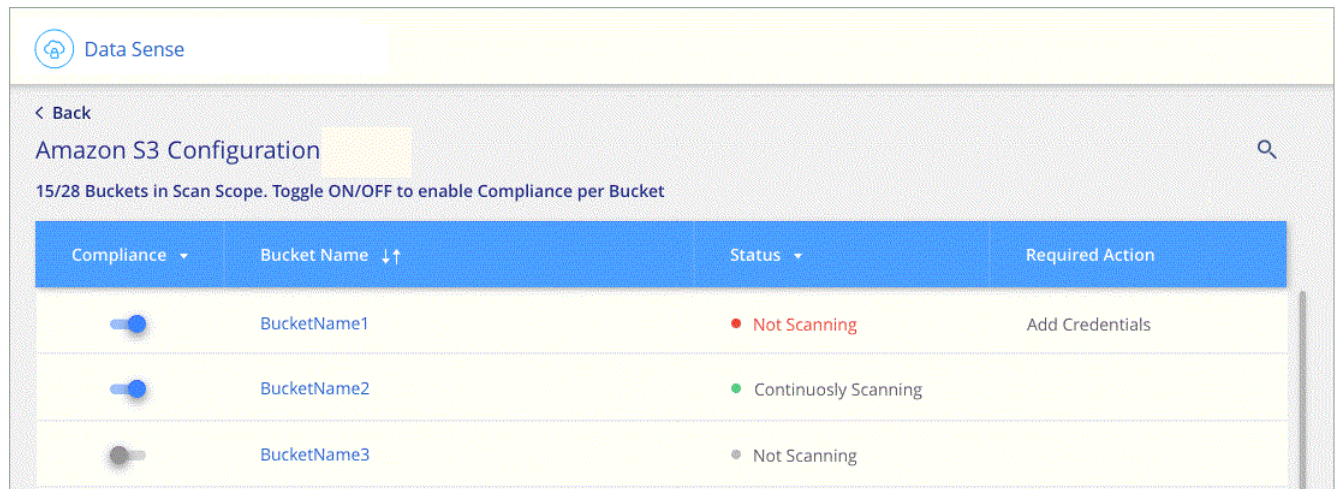 Data Sense
< Back
Amazon S3 Configuration
15/28 Buckets in Scan Scope. Toggle ON/OFF to enable Compliance per Bucket
Compliance Bucket Name ↓↑ Status Required Action
BucketName1 Not Scanning Add Credentials
BucketName2 Continuosly Scanning
BucketName3 Not Scanning